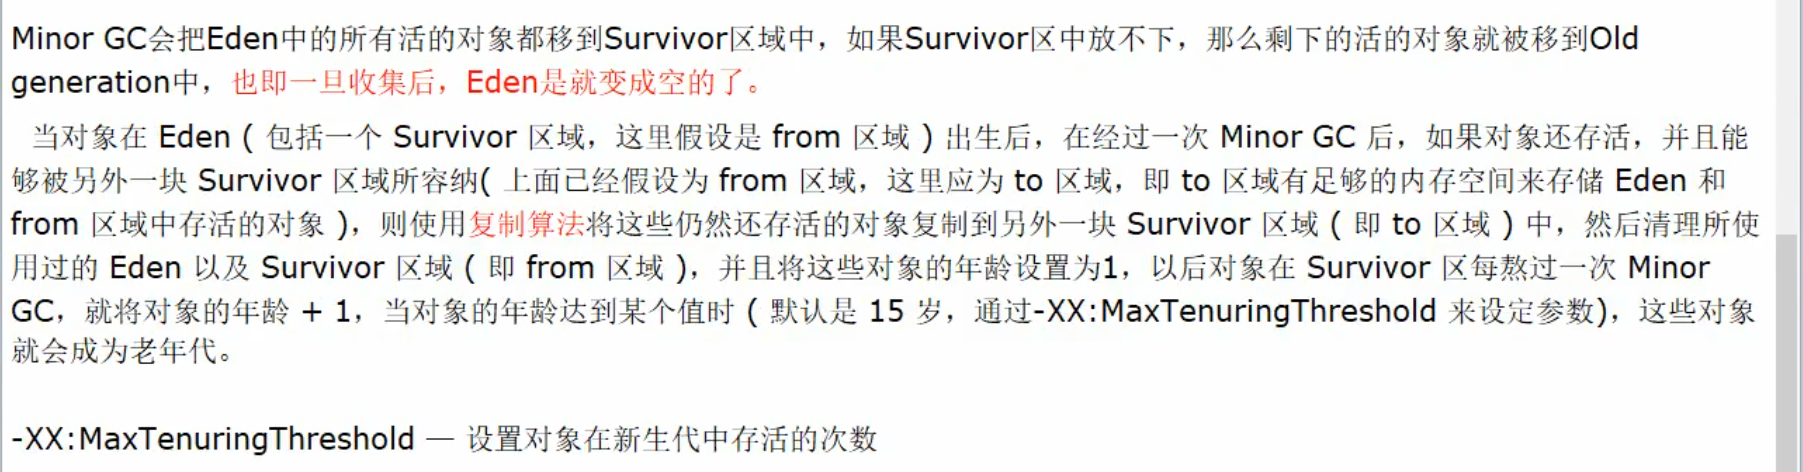 Minor GC会把Eden中的所有活的对象都移到Survivor区域中，如果Survivor区中放不下，那么剩下的活的对象就被移到Old
generation中，也即一旦收集后，Eden是就变成空的了。
当对象在 Eden ( 包括一个 Survivor 区域，这里假设是 from 区域 ) 出生后，在经过一次 Minor GC 后，如果对象还存活，并且能
够被另外一块 Survivor 区域所容纳( 上面已经假设为 from 区域，这里应为 to 区域，即 to 区域有足够的内存空间来存储 Eden 和
from 区域中存活的对象 )，则使用复制算法将这些仍然还存活的对象复制到另外一块 Survivor 区域 ( 即 to 区域 ) 中，然后清理所使
用过的 Eden 以及 Survivor 区域 ( 即 from 区域 )，并且将这些对象的年龄设置为1，以后对象在 Survivor 区每熬过一次 Minor
GC，就将对象的年龄 + 1，当对象的年龄达到某个值时 ( 默认是 15 岁，通过-XX:MaxTenuringThreshold 来设定参数)，这些对象
就会成为老年代。
-XX:MaxTenuringThreshold — 设置对象在新生代中存活的次数